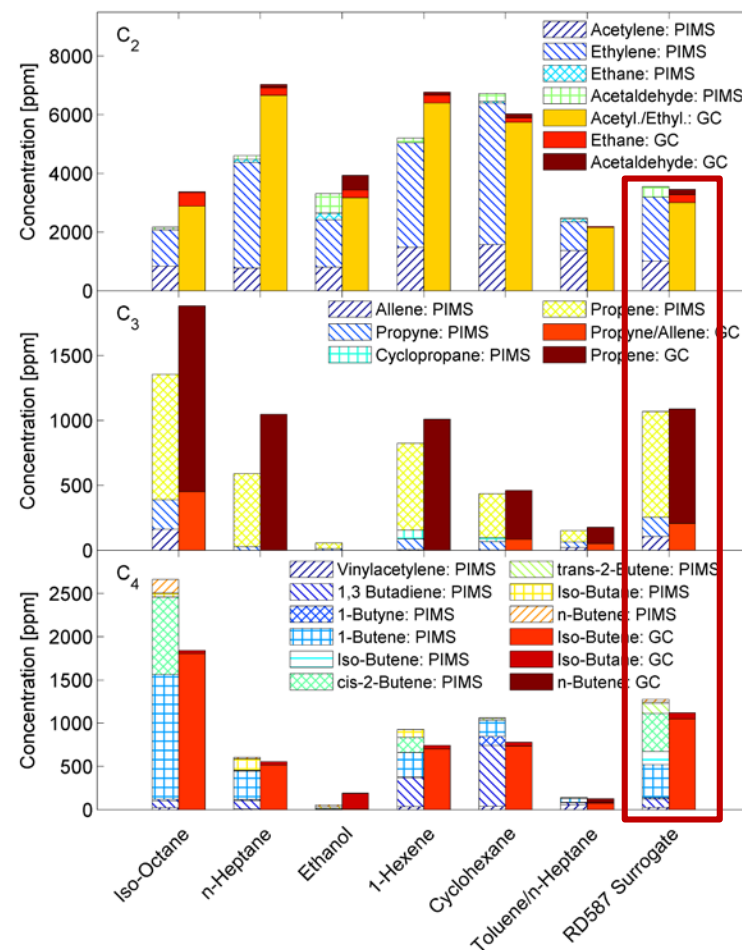 C2
Concentration [ppm]
8000
6000
4000
2000
0
Acetylene: PIMS
Ethylene: PIMS
Ethane: PIMS
Acetaldehyde: PIMS
Acetyl./Ethyl.: GC
Ethane: GC
Acetaldehyde: GC
C3
Concentration [ppm]
1500
1000
500
0
Allene: PIMS
Propyne: PIMS
Cyclopropane: PIMS
Propene: PIMS
Propyne/Allene: GC
Propene: GC
C4
Concentration [ppm]
2500
2000
1500
1000
500
0
Vinylacetylene: PIMS
1,3 Butadiene: PIMS
1-Butyne: PIMS
1-Butene: PIMS
Iso-Butene: PIMS
cis-2-Butene: PIMS
trans-2-Butene: PIMS
Iso-Butane: PIMS
n-Butene: PIMS
Iso-Butene: GC
Iso-Butane: GC
n-Butene: GC
Iso-Octane
n-Heptane
Ethanol
1-Hexene
Cyclohexane
Toluene/n-Heptane
RD587 Surrogate